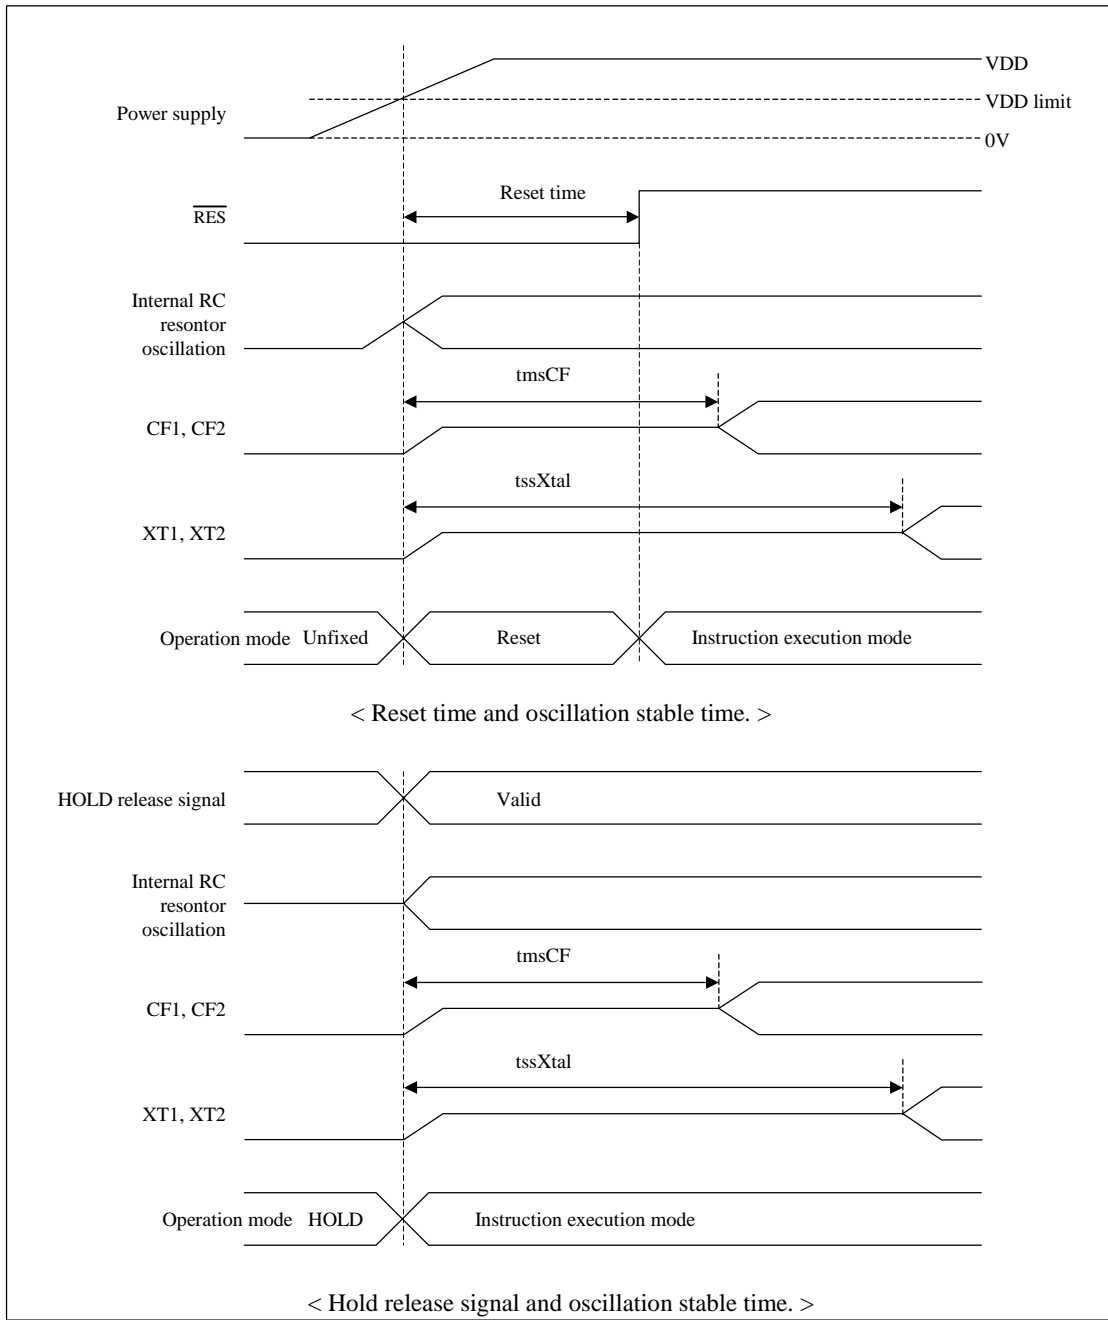 VDD
Power supply
VDD limit
0V
Reset time
RES
Internal RC
resontor
oscillation
tmsCF
CF1, CF2
tssXtal
XT1, XT2
Operation mode Unfixed Reset Instruction execution mode
< Reset time and oscillation stable time. >
HOLD release signal Valid
Internal RC
resontor
oscillation
tmsCF
CF1, CF2
tssXtal
XT1, XT2
Operation mode HOLD Instruction execution mode
< Hold release signal and oscillation stable time. >